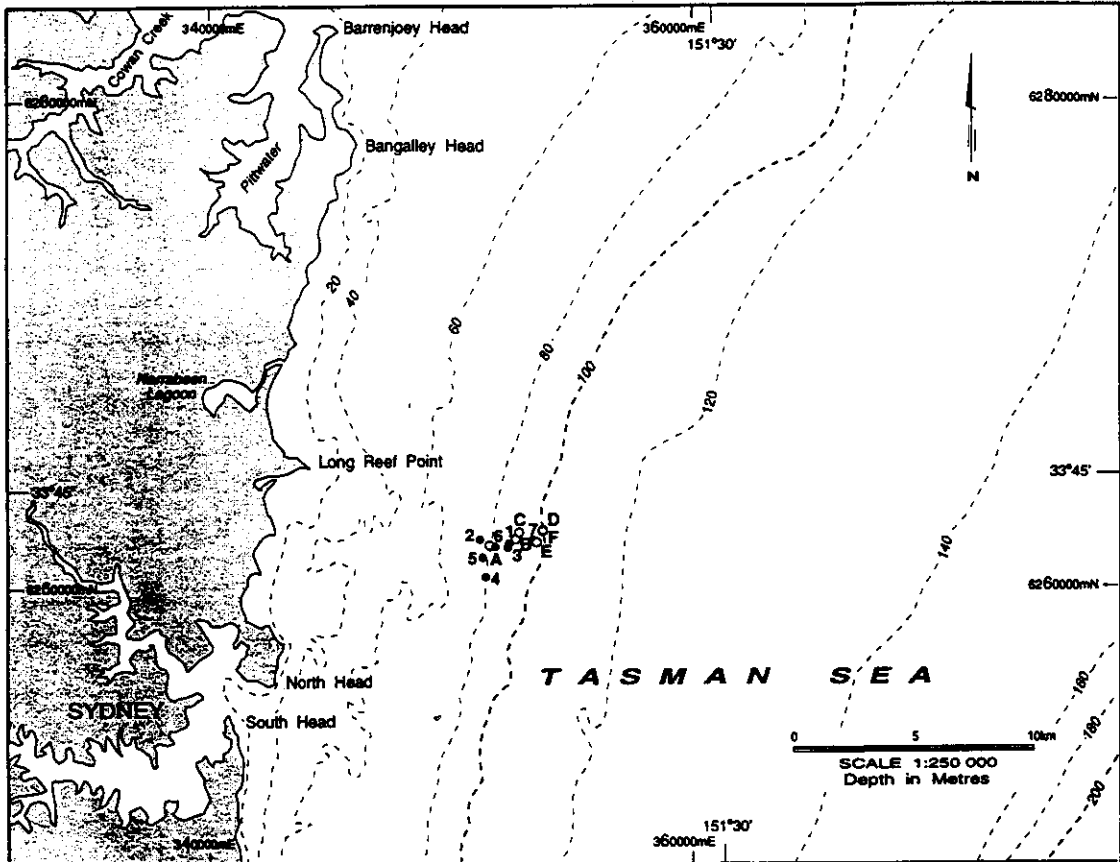 340000mE
Barrenjoey Head
360000mE
151°30'
Cowan Creek
6280000mN
6280000mN
Bangalley Head
Pittwater
N
20
40
60
80
100
120
Narrabeen
Lagoon
Long Reef Point
33°45'
33°45'
C
D
2
6
1
7
F
B
5
A
3
E
4
140
6260000mN
6260000mN
TASMAN SEA
North Head
SYDNEY
South Head
160
180
200
0
5
10km
SCALE 1:250 000
Depth in Metres
340000mE
360000mE
151°30'